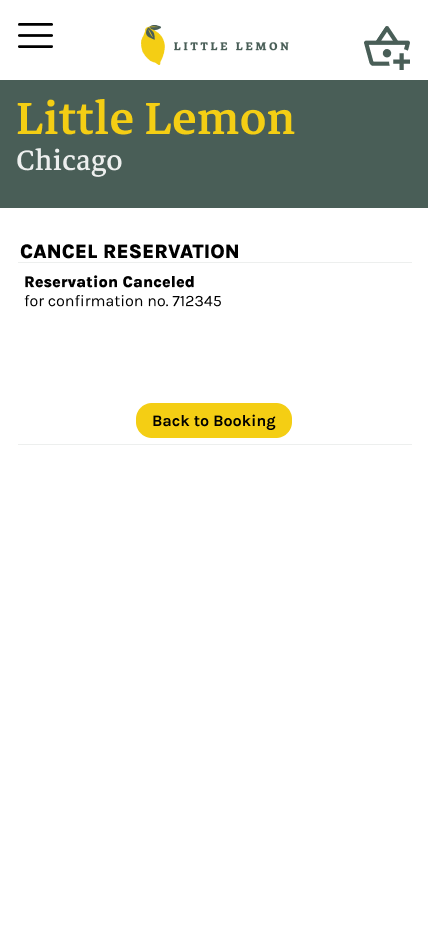 LITTLE LEMON
Little Lemon
Chicago
CANCEL RESERVATION
Reservation Canceled
for confirmation no. 712345
Back to Booking